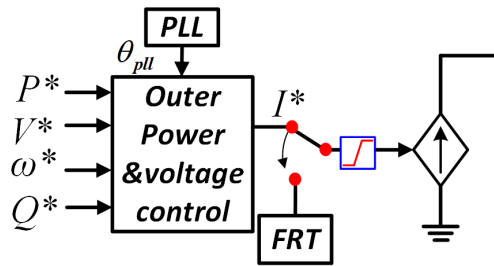 PLL
θpll
P*
V*
ω*
Q*
Outer
Power
&voltage
control
I*
FRT